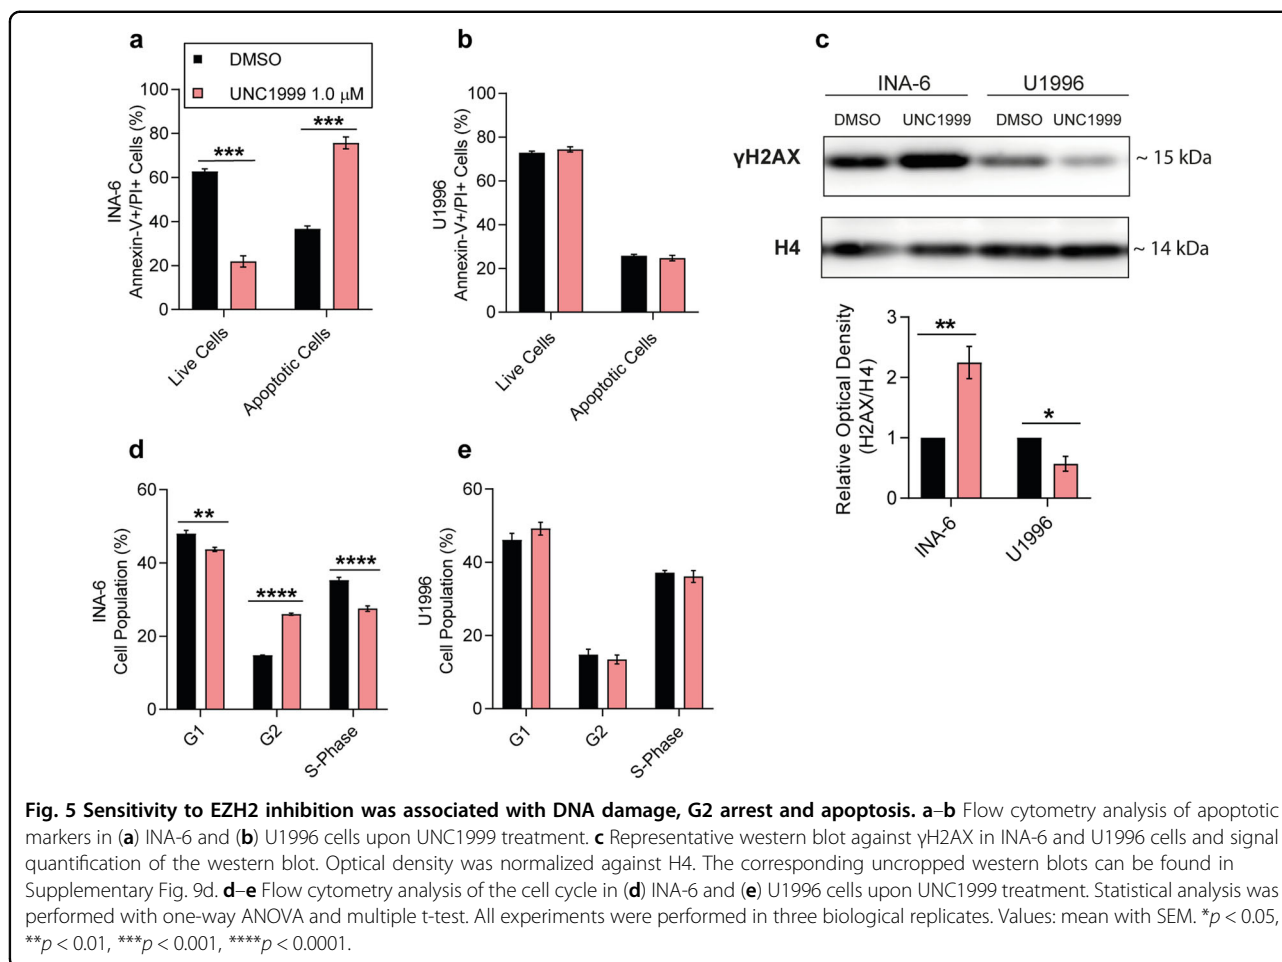 a
DMSO
UNC1999 1.0 μM
INA-6
Annexin-V+/PI+ Cells (%)
100
80
60
40
20
0
***
***
Live Cells
Apoptotic Cells
b
U1996
Annexin-V+/PI+ Cells (%)
100
80
60
40
20
0
Live Cells
Apoptotic Cells
c
INA-6 U1996
DMSO UNC1999 DMSO UNC1999
γH2AX ~ 15 kDa
H4 ~ 14 kDa
Relative Optical Density
(H2AX/H4)
3
2
1
0
**
*
INA-6
U1996
d
INA-6
Cell Population (%)
60
40
20
0
**
****
****
G1
G2
S-Phase
e
U1996
Cell Population (%)
60
40
20
0
G1
G2
S-Phase
Fig. 5 Sensitivity to EZH2 inhibition was associated with DNA damage, G2 arrest and apoptosis. a–b Flow cytometry analysis of apoptotic
markers in (a) INA-6 and (b) U1996 cells upon UNC1999 treatment. c Representative western blot against γH2AX in INA-6 and U1996 cells and signal
quantification of the western blot. Optical density was normalized against H4. The corresponding uncropped western blots can be found in
Supplementary Fig. 9d. d–e Flow cytometry analysis of the cell cycle in (d) INA-6 and (e) U1996 cells upon UNC1999 treatment. Statistical analysis was
performed with one-way ANOVA and multiple t-test. All experiments were performed in three biological replicates. Values: mean with SEM. *p < 0.05,
**p < 0.01, ***p < 0.001, ****p < 0.0001.